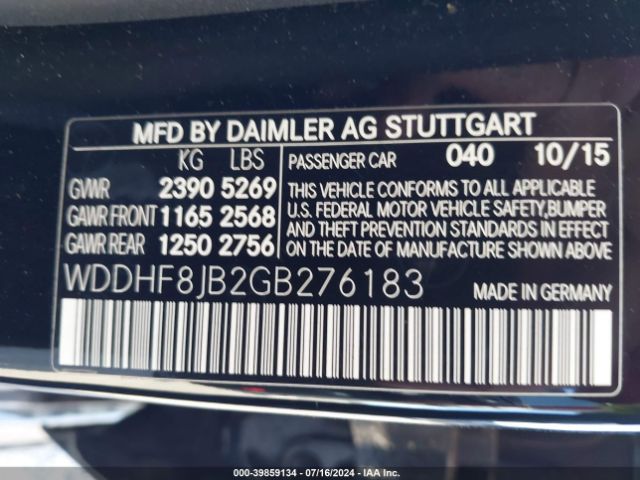 MFD BY DAIMLER AG STUTTGART
KG LBS PASSENGER CAR 040 10/15
GVWR 2390 5269
GAWR FRONT 1165 2568
GAWR REAR 1250 2756
THIS VEHICLE CONFORMS TO ALL APPLICABLE
U.S. FEDERAL MOTOR VEHICLE SAFETY,BUMPER
AND THEFT PREVENTION STANDARDS IN EFFECT
ON THE DATE OF MANUFACTURE SHOWN ABOVE.
WDDHF8JB2GB276183 MADE IN GERMANY
000-39859134 - 07/16/2024 - IAA Inc.